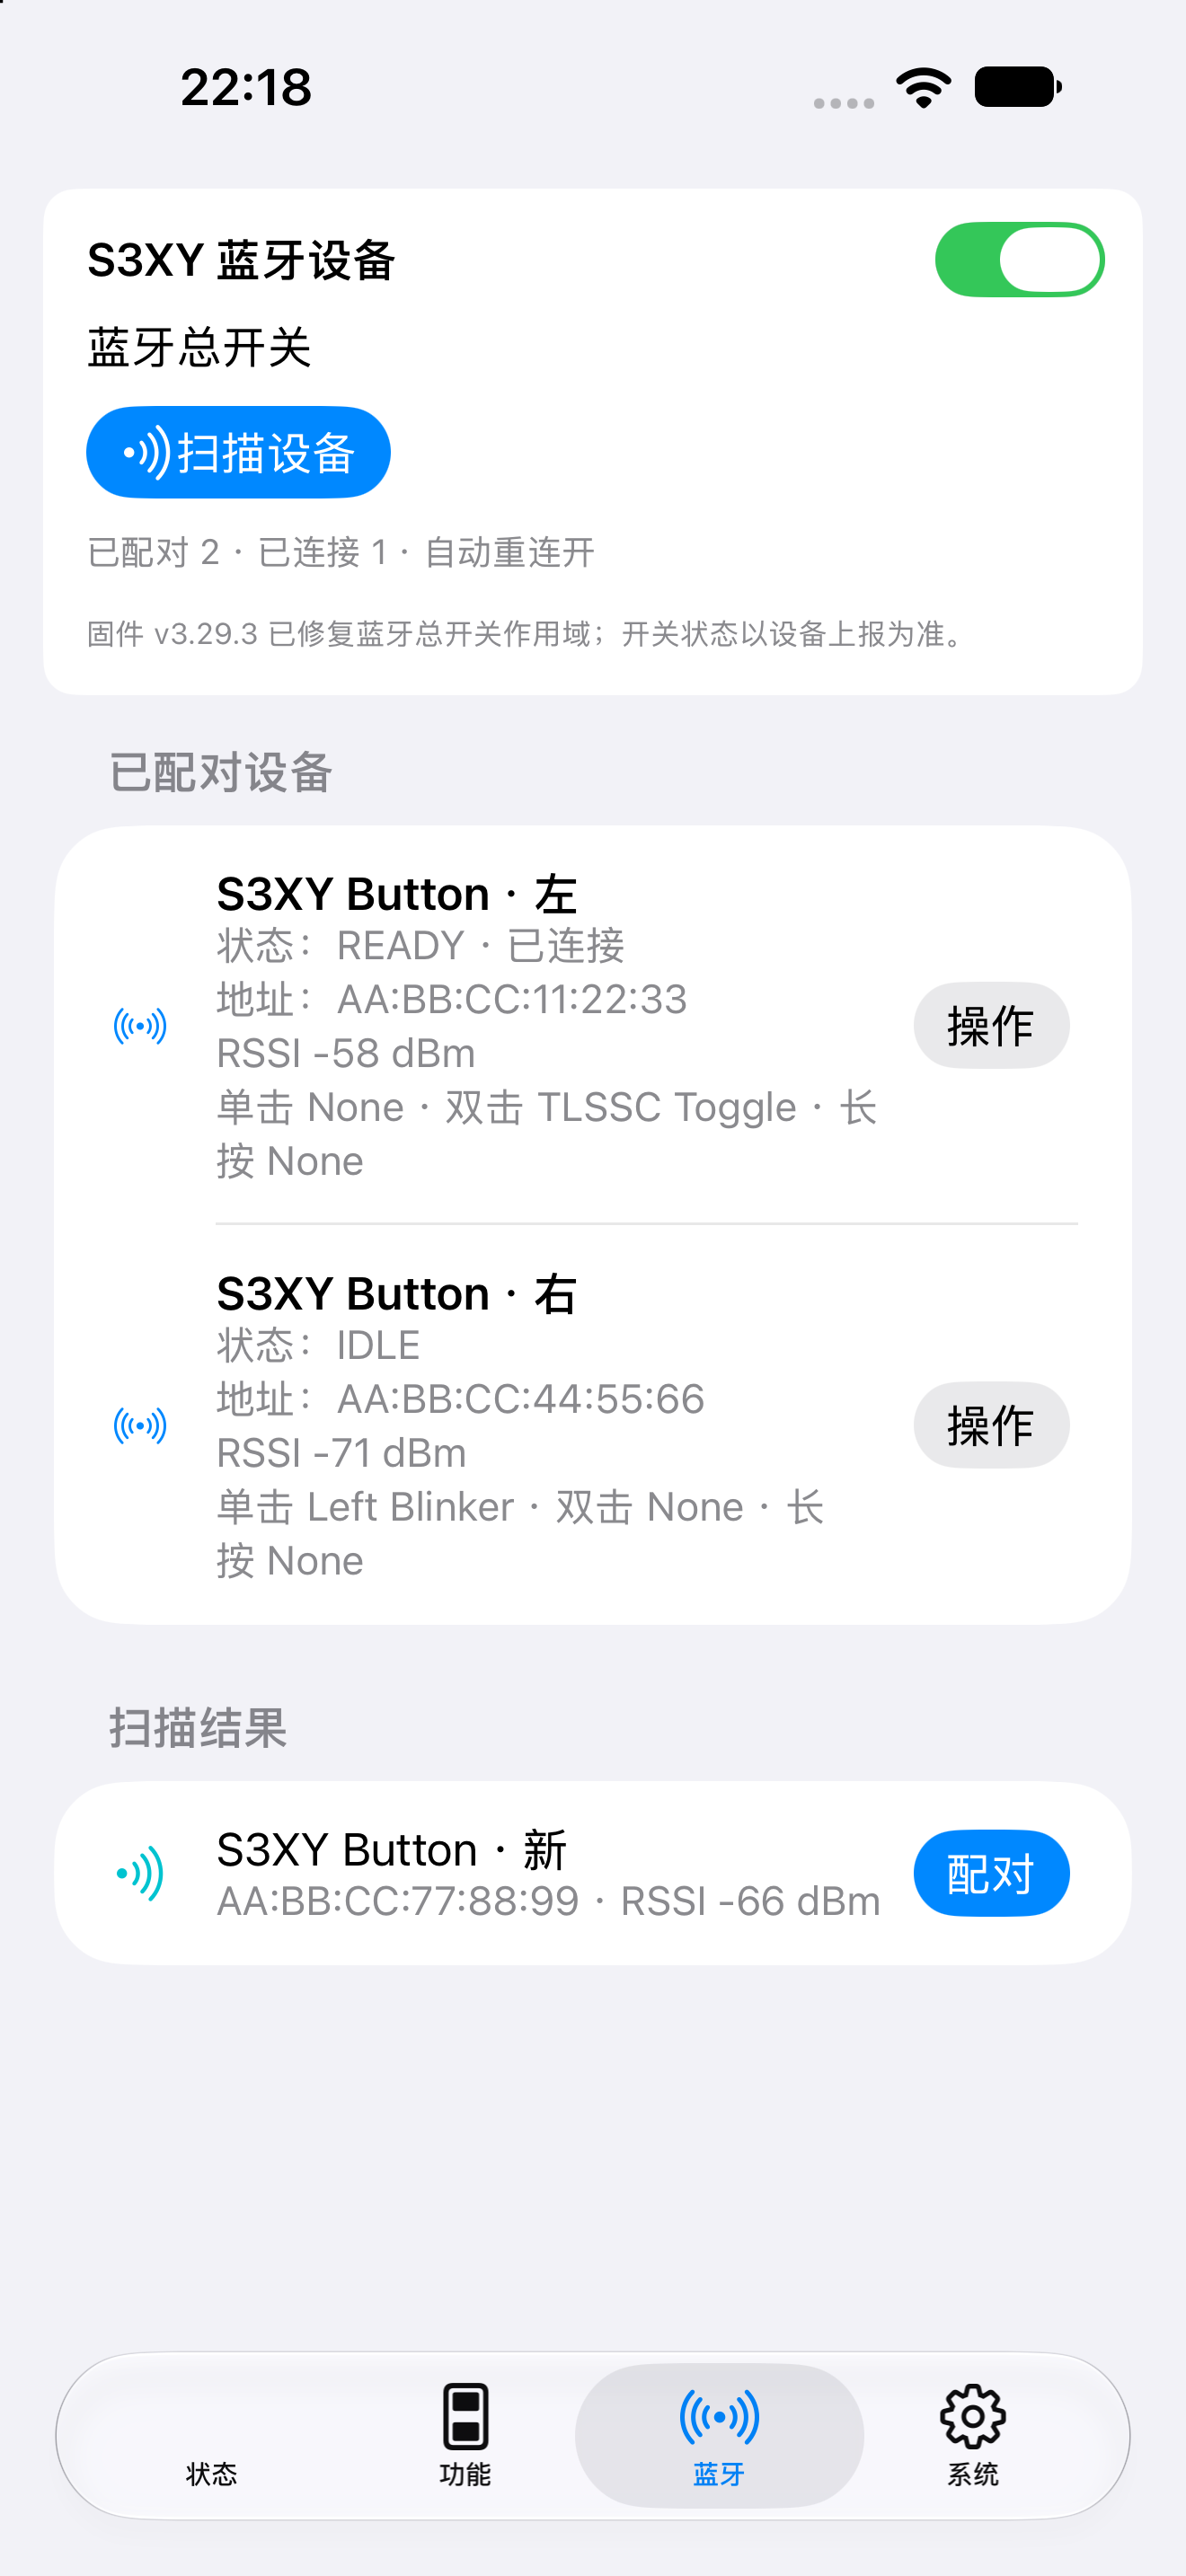 22:18
S3XY 蓝牙设备
蓝牙总开关
扫描设备
已配对 2 · 已连接 1 · 自动重连开
固件 v3.29.3 已修复蓝牙总开关作用域；开关状态以设备上报为准。
已配对设备
S3XY Button · 左
状态：READY · 已连接
地址：AA:BB:CC:11:22:33
RSSI -58 dBm
单击 None · 双击 TLSSC Toggle · 长
按 None
操作
S3XY Button · 右
状态：IDLE
地址：AA:BB:CC:44:55:66
RSSI -71 dBm
单击 Left Blinker · 双击 None · 长
按 None
操作
扫描结果
S3XY Button · 新
AA:BB:CC:77:88:99 · RSSI -66 dBm
配对
状态
功能
蓝牙
系统